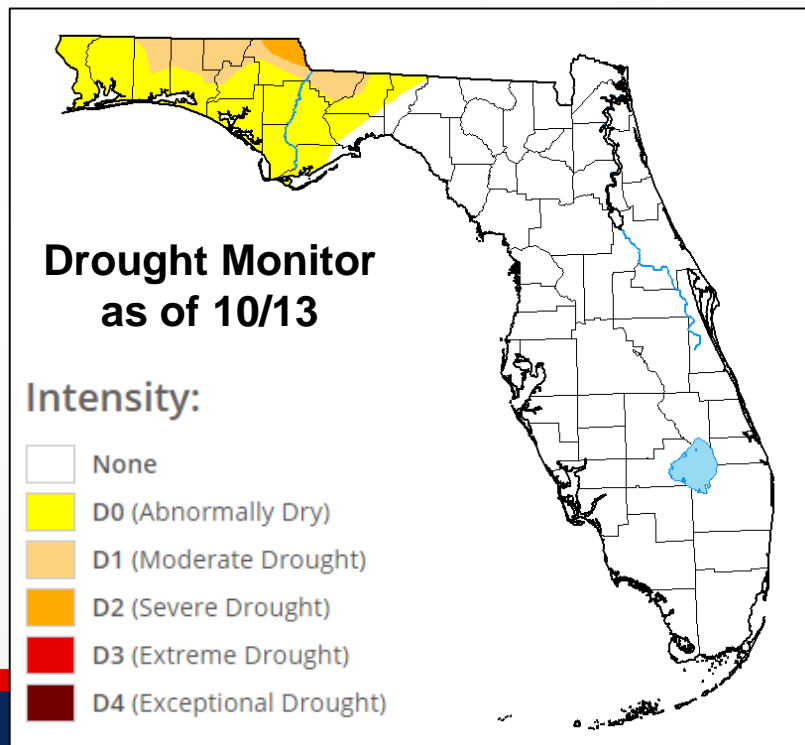 Drought Monitor
as of 10/13
Intensity:
None
D0 (Abnormally Dry)
D1 (Moderate Drought)
D2 (Severe Drought)
D3 (Extreme Drought)
D4 (Exceptional Drought)